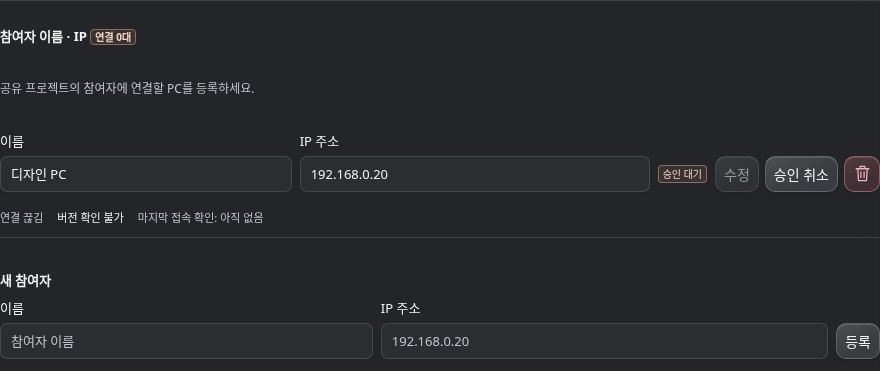 참여자 이름 · IP 연결 0대
공유 프로젝트의 참여자에 연결할 PC를 등록하세요.
이름 IP 주소
디자인 PC 192.168.0.20 승인 대기 수정 승인 취소
연결 끊김 버전 확인 불가 마지막 접속 확인: 아직 없음
새 참여자
이름 IP 주소
참여자 이름 192.168.0.20 등록